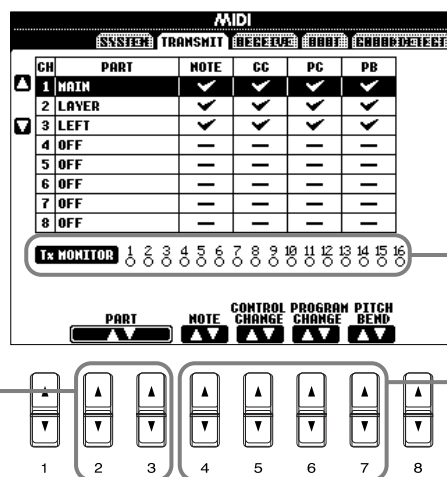 MIDI
SYSTEM TRANSMIT RECEIVE ROOT CHORD DETECT
CH PART NOTE CC PC PB
1 MAIN
2 LAYER
3 LEFT
4 OFF
5 OFF
6 OFF
7 OFF
8 OFF
Tx MONITOR 1 2 3 4 5 6 7 8 9 10 11 12 13 14 15 16
PART NOTE CONTROL CHANGE PROGRAM CHANGE PITCH BEND
1 2 3 4 5 6 7 8